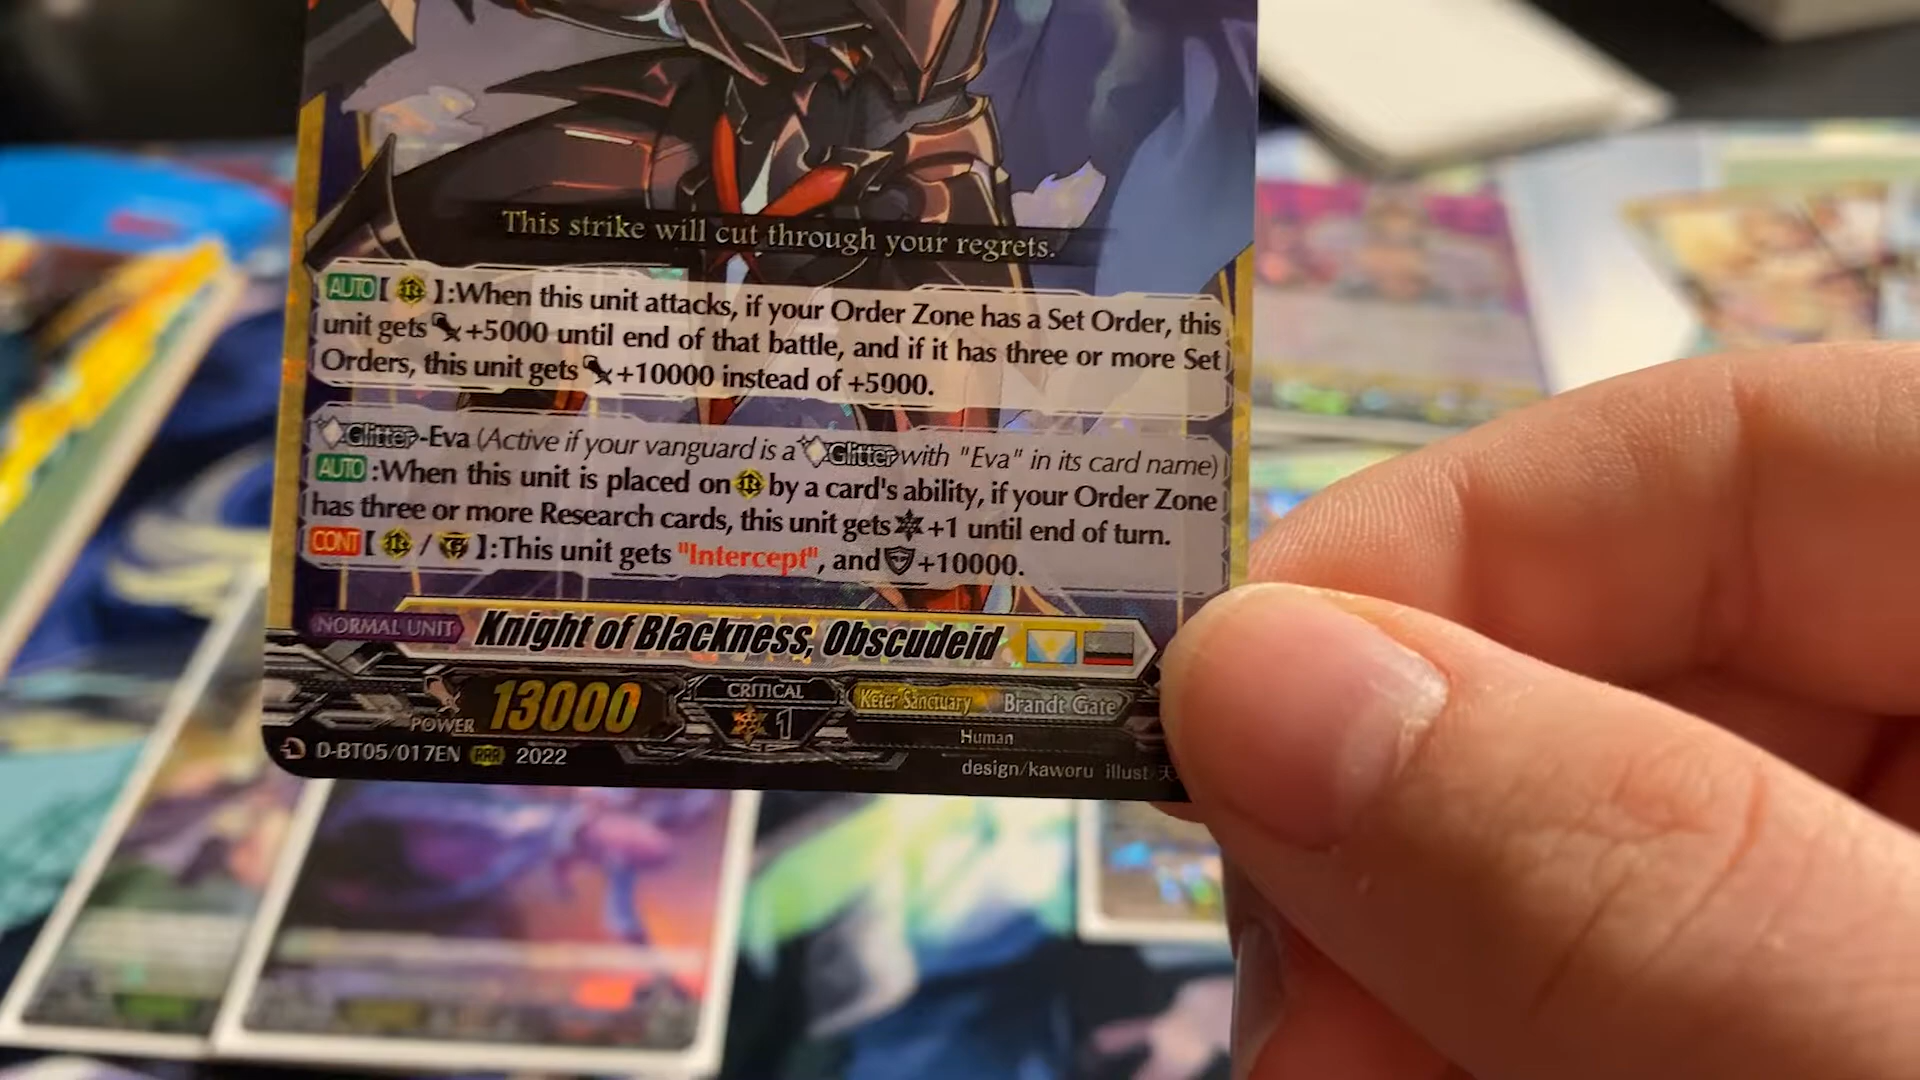 This strike will cut through your regrets.
AUTO【R】:When this unit attacks, if your Order Zone has a Set Order, this
unit gets +5000 until end of that battle, and if it has three or more Set
Orders, this unit gets +10000 instead of +5000.
Glitter-Eva (Active if your vanguard is a Glitter with "Eva" in its card name)
AUTO:When this unit is placed on R by a card's ability, if your Order Zone
has three or more Research cards, this unit gets +1 until end of turn.
CONT【R/G】:This unit gets "Intercept", and +10000.
NORMAL UNIT Knight of Blackness, Obscudeid
POWER 13000 CRITICAL 1 Keter Sanctuary Brandt Gate
Human
D-BT05/017EN RRR 2022
design/kaworu illust/天